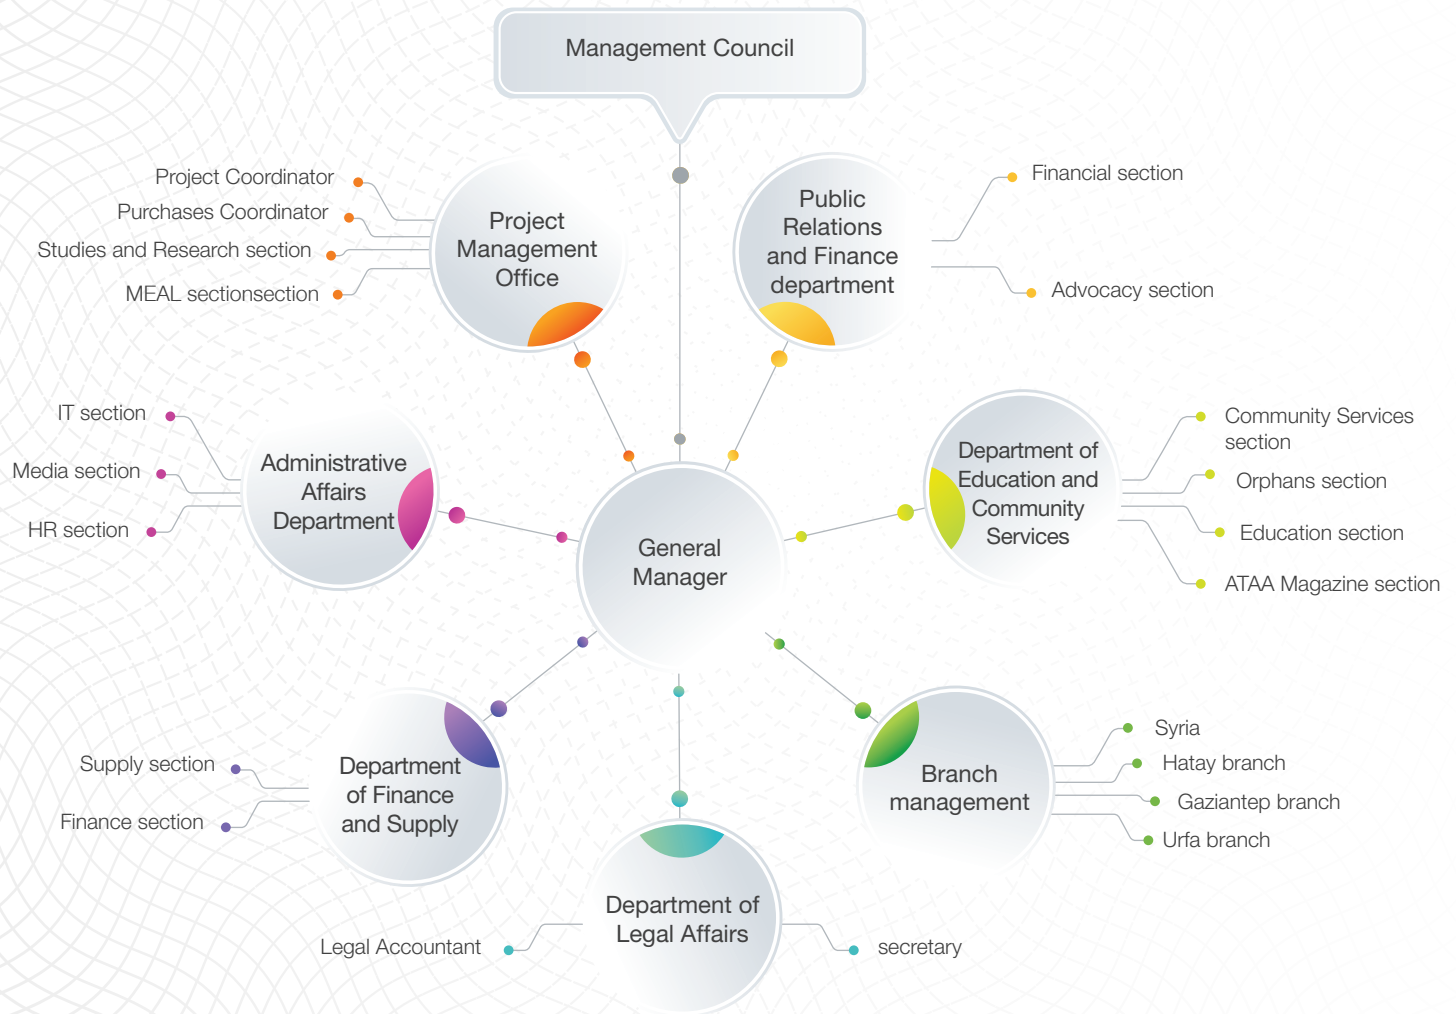 Management Council
Project Coordinator
Purchases Coordinator
Studies and Research section
MEAL sectionsection
Project
Management
Office
Public
Relations
and Finance
department
Financial section
Advocacy section
IT section
Media section
HR section
Administrative
Affairs
Department
General
Manager
Department of
Education and
Community
Services
Community Services
section
Orphans section
Education section
ATAA Magazine section
Supply section
Finance section
Department
of Finance
and Supply
Branch
management
Syria
Hatay branch
Gaziantep branch
Urfa branch
Legal Accountant
Department of
Legal Affairs
secretary